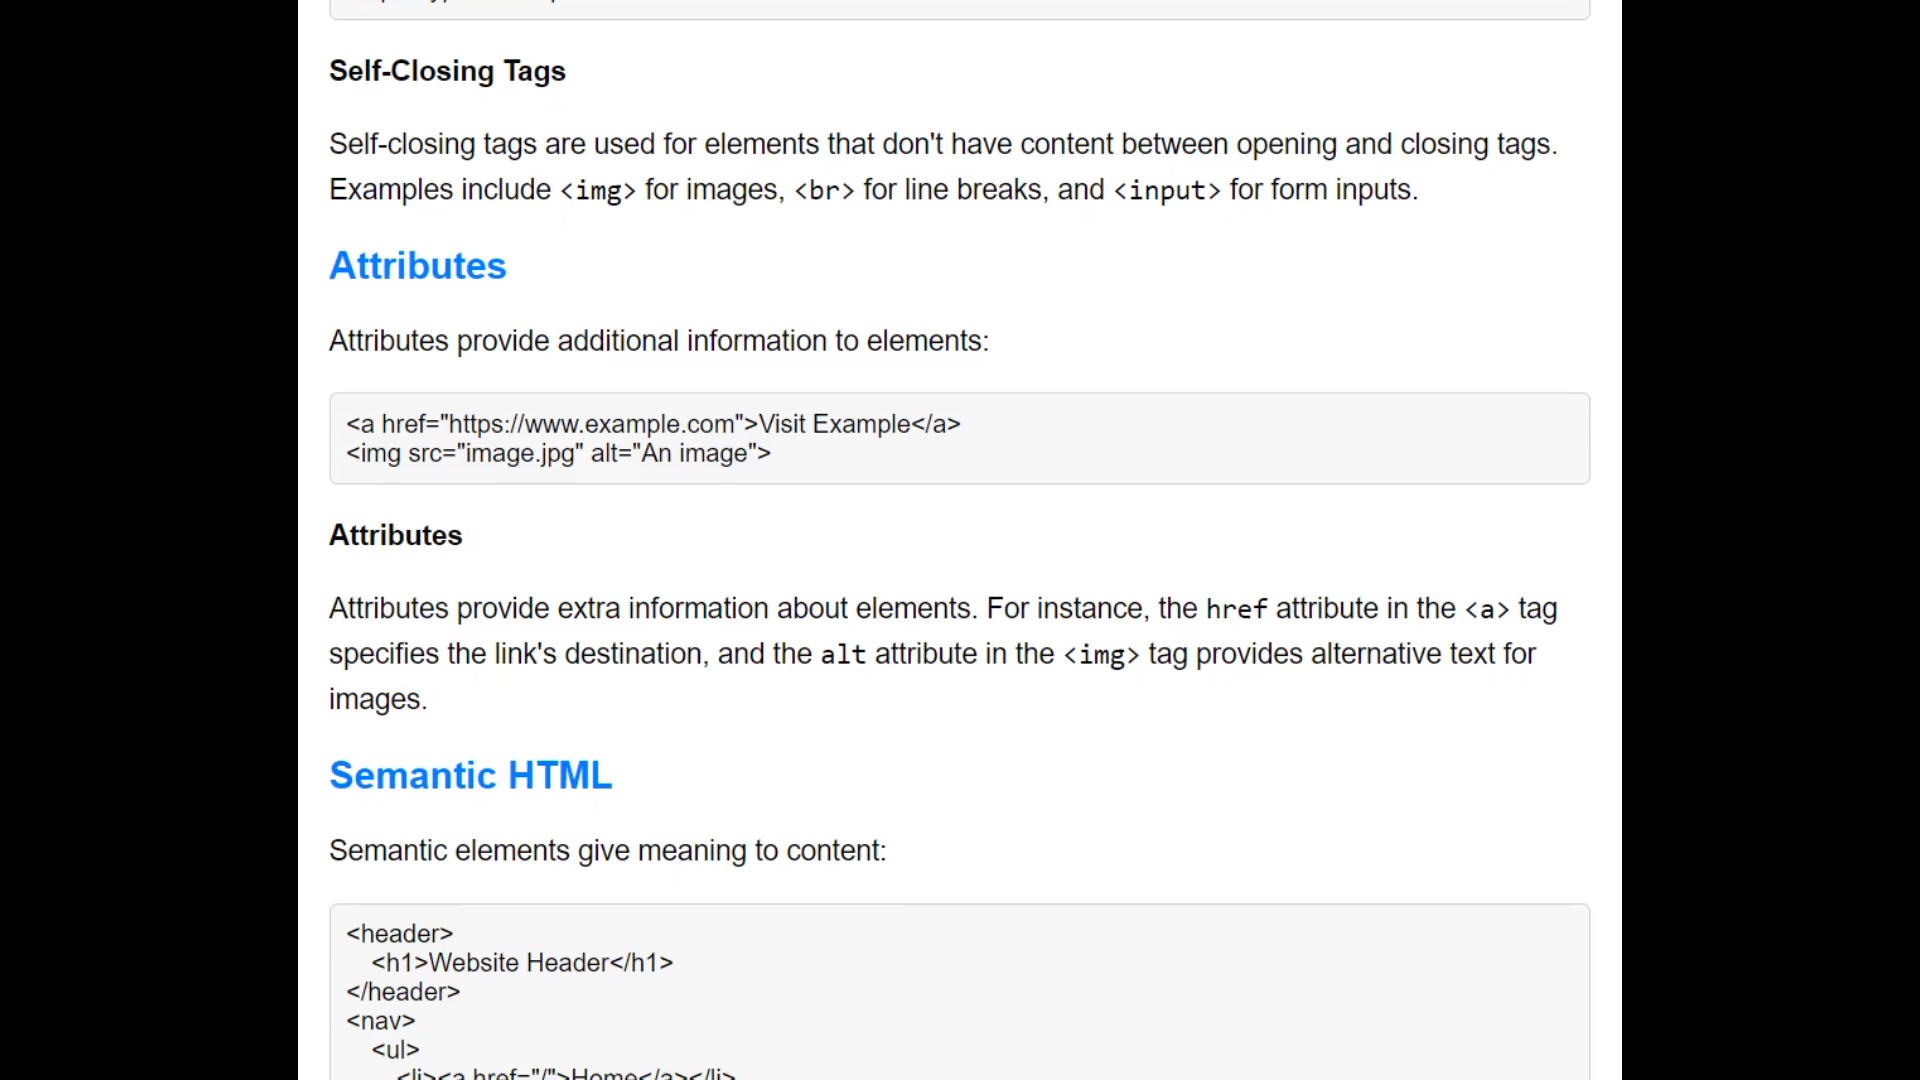 Self-Closing Tags
Self-closing tags are used for elements that don't have content between opening and closing tags.
Examples include <img> for images, <br> for line breaks, and <input> for form inputs.
Attributes
Attributes provide additional information to elements:
<a href="https://www.example.com">Visit Example</a>
<img src="image.jpg" alt="An image">
Attributes
Attributes provide extra information about elements. For instance, the href attribute in the <a> tag
specifies the link's destination, and the alt attribute in the <img> tag provides alternative text for
images.
Semantic HTML
Semantic elements give meaning to content:
<header>
<h1>Website Header</h1>
</header>
<nav>
<ul>
<li><a href="/">Home</a></li>